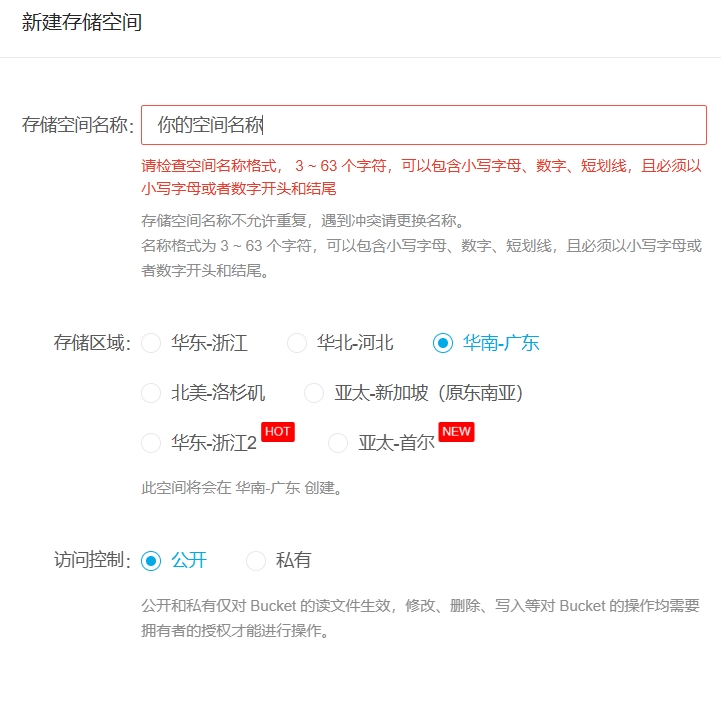 新建存储空间
存储空间名称: 你的空间名称
请检查空间名称格式， 3 ~ 63 个字符，可以包含小写字母、数字、短划线，且必须以
小写字母或者数字开头和结尾
存储空间名称不允许重复，遇到冲突请更换名称。
名称格式为 3 ~ 63 个字符，可以包含小写字母、数字、短划线，且必须以小写字母或
者数字开头和结尾。
存储区域: 华东-浙江 华北-河北 华南-广东
北美-洛杉矶 亚太-新加坡（原东南亚）
华东-浙江2 HOT 亚太-首尔 NEW
此空间将会在 华南-广东 创建。
访问控制: 公开 私有
公开和私有仅对 Bucket 的读文件生效，修改、删除、写入等对 Bucket 的操作均需要
拥有者的授权才能进行操作。